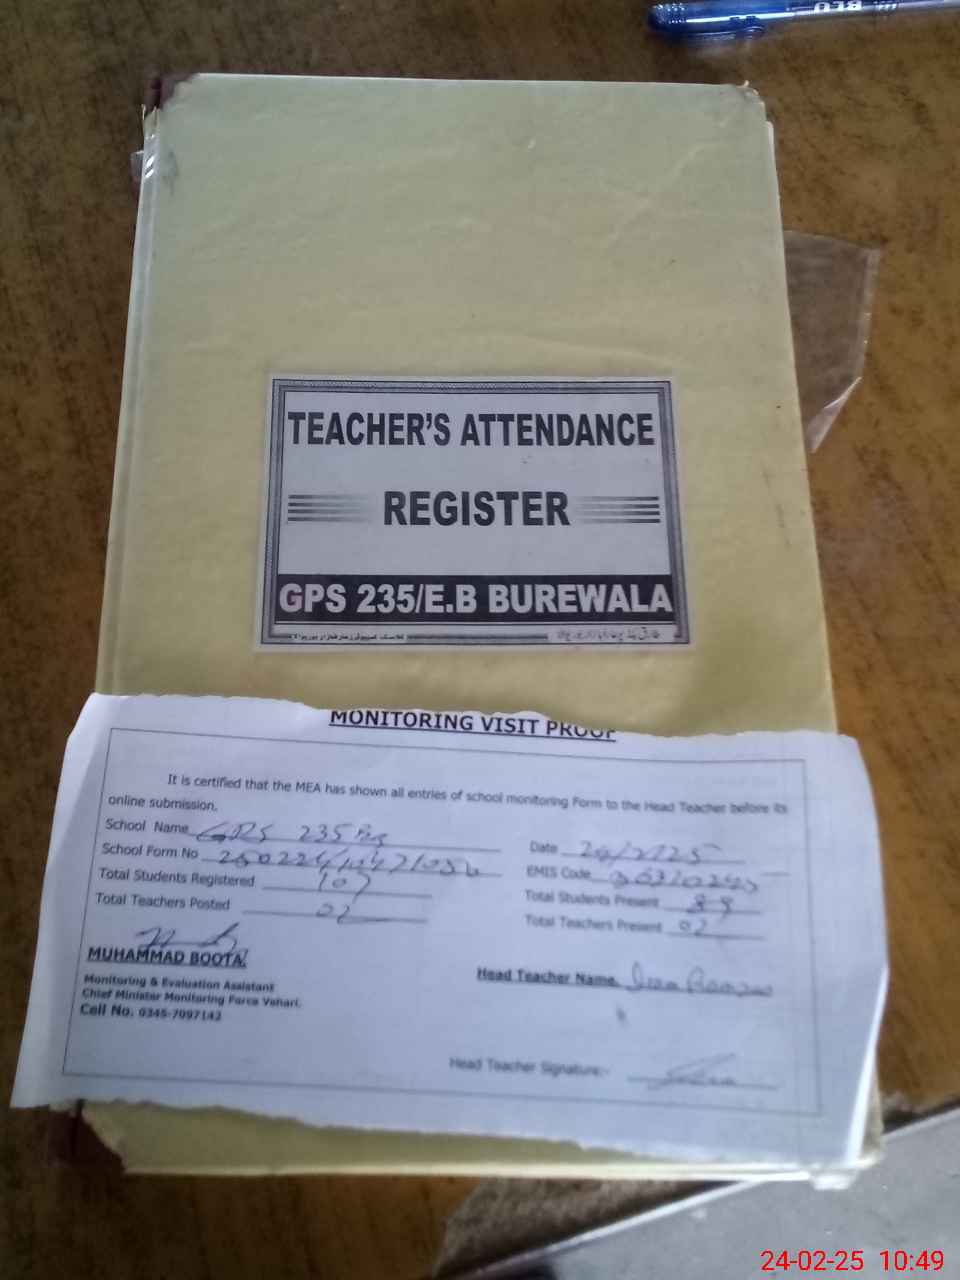 BLU
TEACHER'S ATTENDANCE
REGISTER
GPS 235/E.B BUREWALA
MONITORING VISIT PROOF
It is certified that the MEA has shown all entries of school monitoring Form to the Head Teacher before its
online submission.
School Name GPS 235
School Form No
Total Students Registered 107
Total Teachers Posted 02
Date
EMIS Code
Total Students Present 88
Total Teachers Present 02
MUHAMMAD BOOTA
Monitoring & Evaluation Assistant
Chief Minister Monitoring Force Vehari.
Cell No. 0345-7097142
Head Teacher Name
Head Teacher Signature:-
24-02-25 10:49